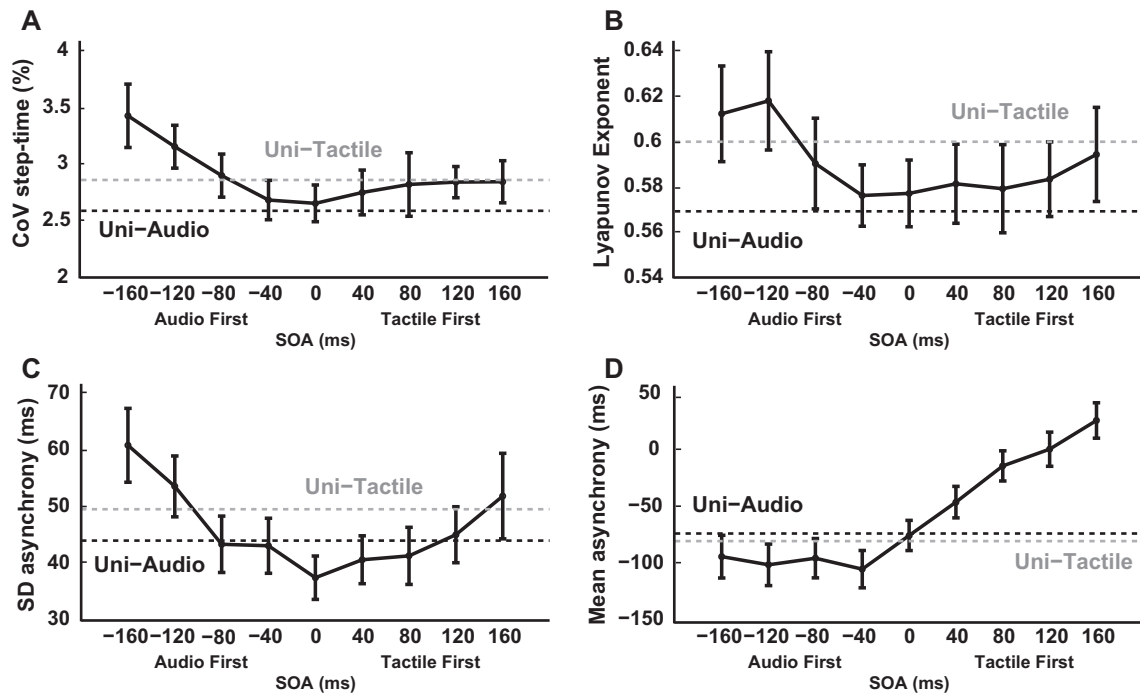 A
CoV step-time (%)
4
3.5
3
2.5
2
Uni−Tactile
Uni−Audio
−160 −120 −80 −40 0 40 80 120 160
Audio First Tactile First
SOA (ms)
B
Lyapunov Exponent
0.64
0.62
0.6
0.58
0.56
0.54
Uni−Tactile
Uni−Audio
−160 −120 −80 −40 0 40 80 120 160
Audio First Tactile First
SOA (ms)
C
SD asynchrony (ms)
70
60
50
40
30
Uni−Tactile
Uni−Audio
−160 −120 −80 −40 0 40 80 120 160
Audio First Tactile First
SOA (ms)
D
Mean asynchrony (ms)
50
0
−50
−100
−150
Uni−Audio
Uni−Tactile
−160 −120 −80 −40 0 40 80 120 160
Audio First Tactile First
SOA (ms)